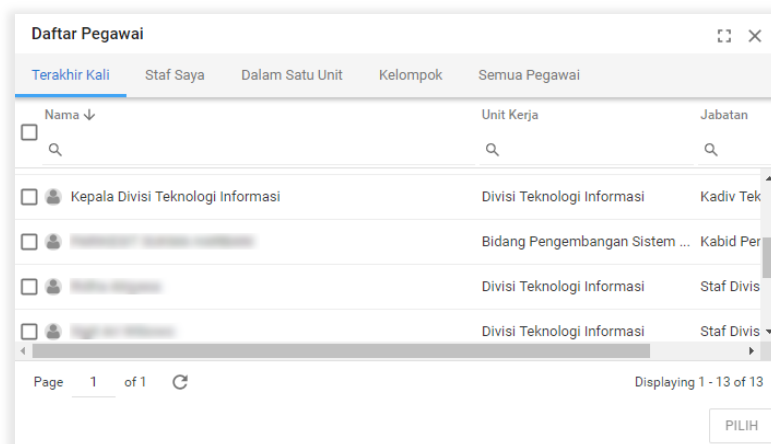 Daftar Pegawai
Terakhir Kali Staf Saya Dalam Satu Unit Kelompok Semua Pegawai
Nama Unit Kerja Jabatan
Kepala Divisi Teknologi Informasi Divisi Teknologi Informasi Kadiv Tek
Bidang Pengembangan Sistem ... Kabid Per
Divisi Teknologi Informasi Staf Divis
Divisi Teknologi Informasi Staf Divis
Page 1 of 1 Displaying 1 - 13 of 13
PILIH